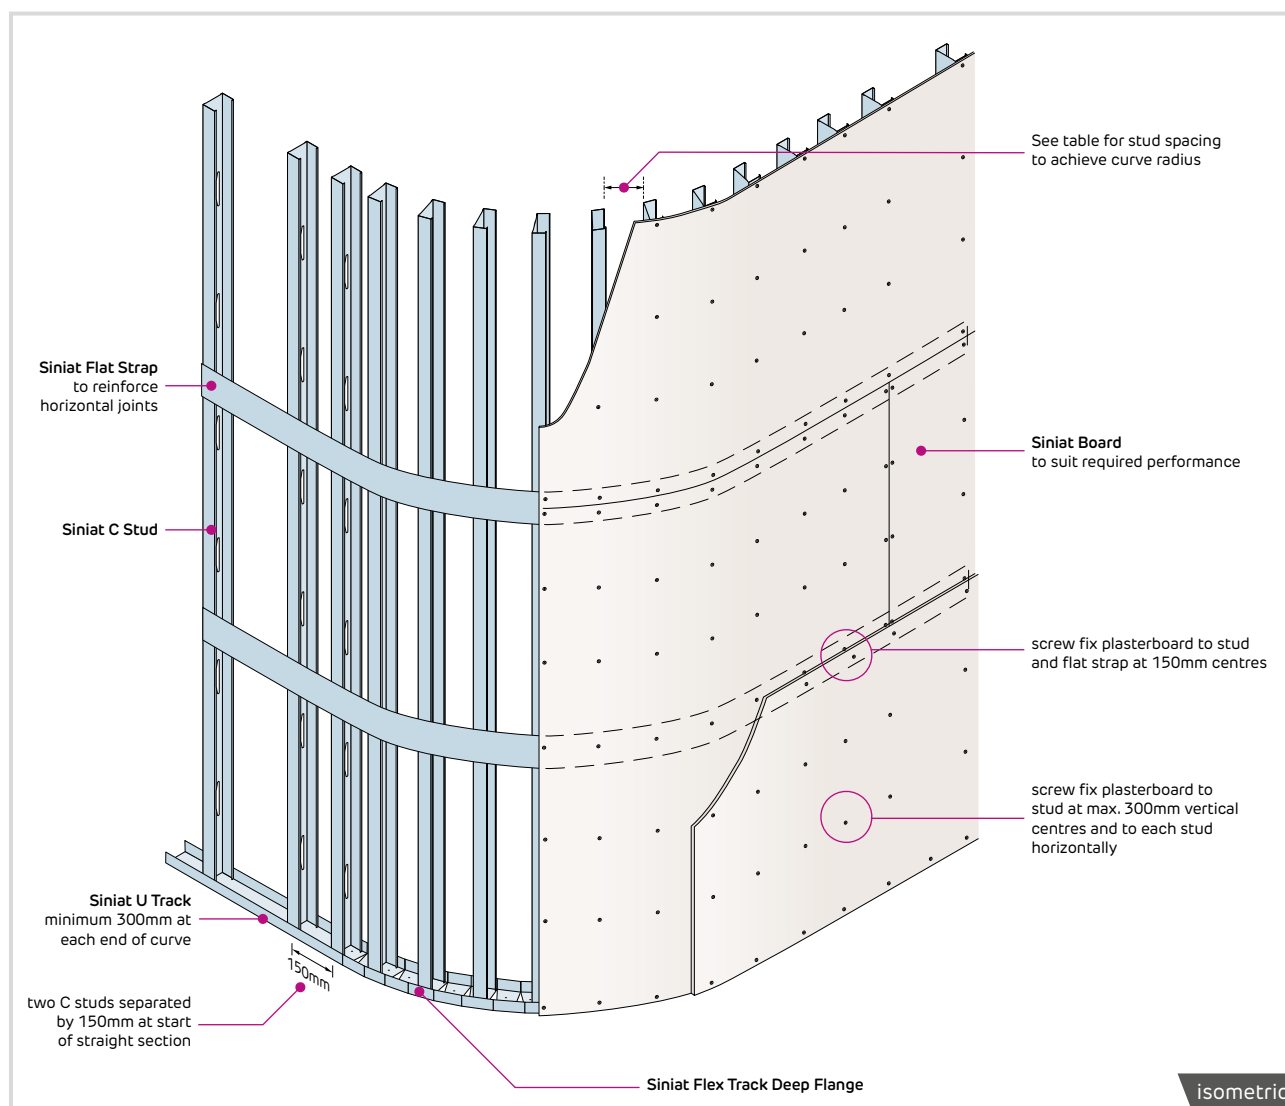 See table for stud spacing
to achieve curve radius
Siniat Flat Strap
to reinforce
horizontal joints
Siniat Board
to suit required performance
Siniat C Stud
screw fix plasterboard to stud
and flat strap at 150mm centres
screw fix plasterboard to
stud at max. 300mm vertical
centres and to each stud
horizontally
Siniat U Track
minimum 300mm at
each end of curve
150mm
two C studs separated
by 150mm at start
of straight section
Siniat Flex Track Deep Flange
isometric